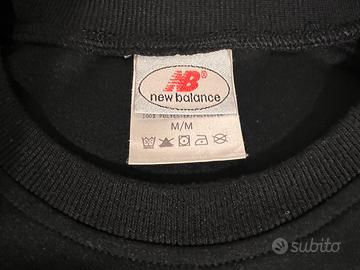 NB
new balance
100% POLYESTER/POLYESTER
M/M
subito